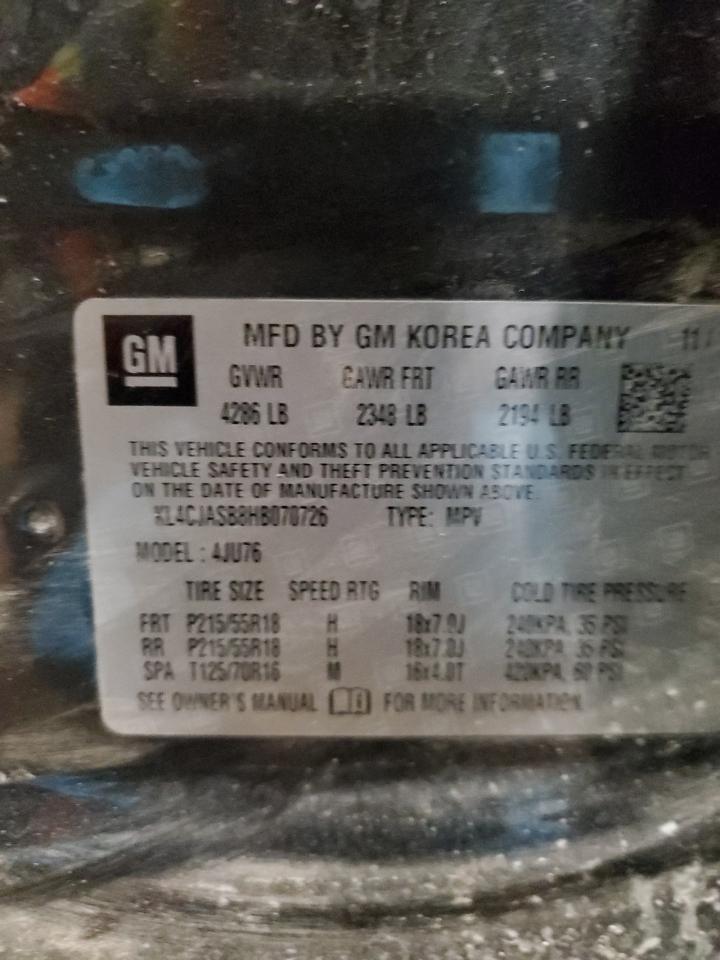 GM
MFD BY GM KOREA COMPANY 11 /
GVWR GAWR FRT GAWR RR
4286 LB 2348 LB 2194 LB
THIS VEHICLE CONFORMS TO ALL APPLICABLE U.S. FEDERAL MOTOR
VEHICLE SAFETY AND THEFT PREVENTION STANDARDS IN EFFECT
ON THE DATE OF MANUFACTURE SHOWN ABOVE.
KL4CJASB8HB070726 TYPE: MPV
MODEL : 4JU76
TIRE SIZE SPEED RTG RIM COLD TIRE PRESSURE
FRT P215/55R18 H 18x7.0J 240KPA, 35 PSI
RR P215/55R18 H 18x7.0J 240KPA, 35 PSI
SPA T125/70R16 M 16x4.0T 420KPA, 60 PSI
SEE OWNER'S MANUAL FOR MORE INFORMATION